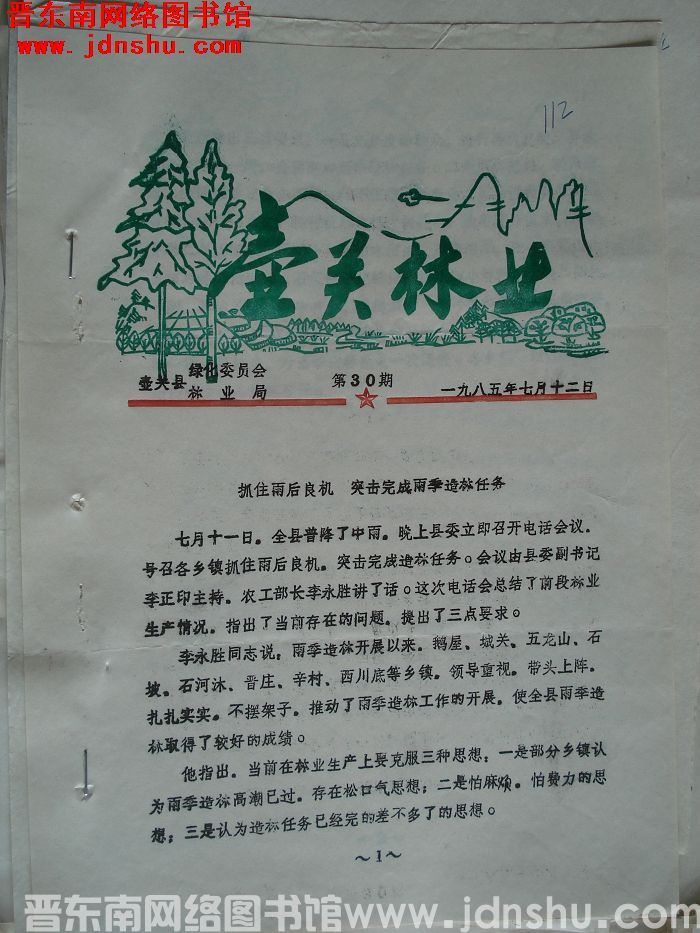 晋东南网络图书馆
www.jdnshu.com
112
壶关林业
壶关县 绿化委员会 林业局 第30期 一九八五年七月十二日
抓住雨后良机 突击完成雨季造林任务
七月十一日。全县普降了中雨。晚上县委立即召开电话会议.
号召各乡镇抓住雨后良机。突击完成造林任务。会议由县委副书记
李正印主持。农工部长李永胜讲了话。这次电话会总结了前段林业
生产情况。指出了当前存在的问题。提出了三点要求。
李永胜同志说,雨季造林开展以来。鹅屋、城关、五龙山、石
坡。石河沐、晋庄、辛村、西川底等乡镇。领导重视。带头上阵。
扎扎实实。不摆架子。推动了雨季造林工作的开展。使全县雨季造
林取得了较好的成绩。
他指出。当前在林业生产上要克服三种思想;一是部分乡镇认
为雨季造林高潮已过。存在松口气思想;二是怕麻烦。怕费力的思
想;三是认为造林任务已经完的差不多了的思想。
～1～
晋东南网络图书馆www.jdnshu.com